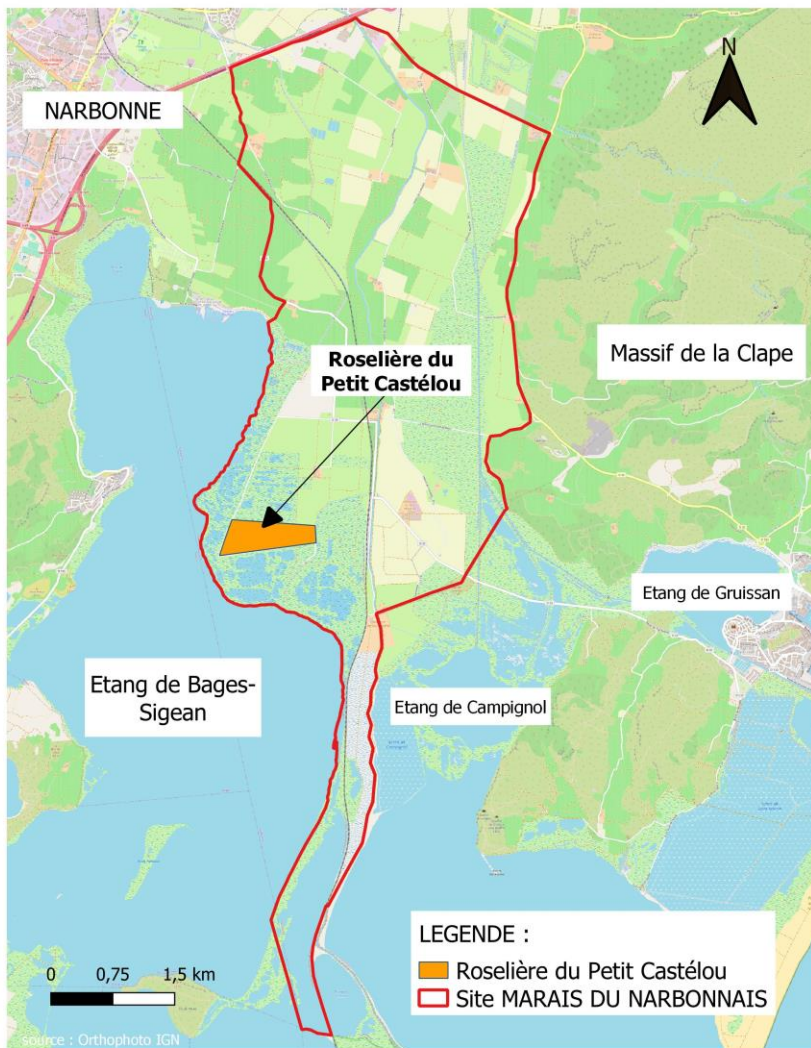 N
NARBONNE
Massif de la Clape
Roselière du
Petit Castélou
Etang de Gruissan
Etang de Bages-
Sigean
Etang de Campignol
LEGENDE :
Roselière du Petit Castélou
Site MARAIS DU NARBONNAIS
0 0,75 1,5 km
source : Orthophoto IGN